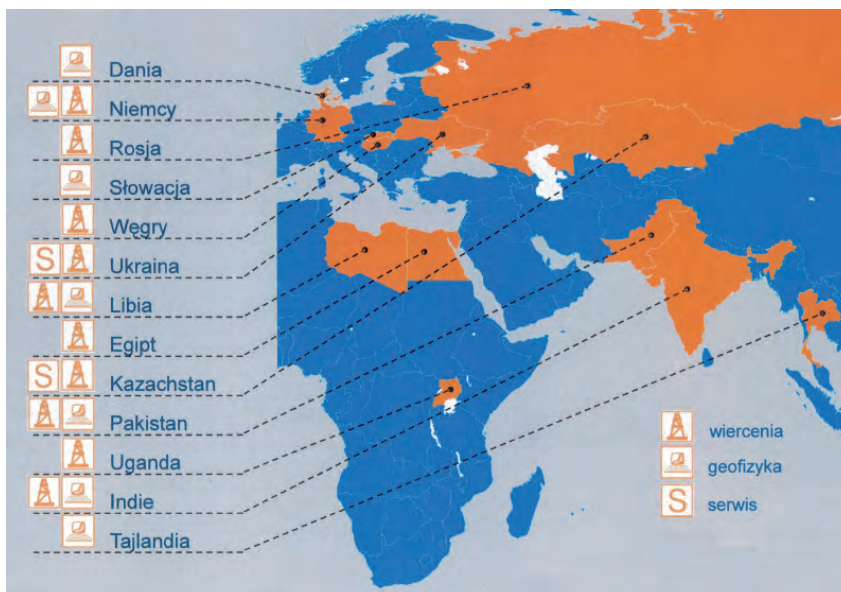 Dania
Niemcy
Rosja
Słowacja
Węgry
S Ukraina
Libia
Egipt
S Kazachstan
Pakistan
Uganda
Indie
Tajlandia
wiercenia
geofizyka
S serwis